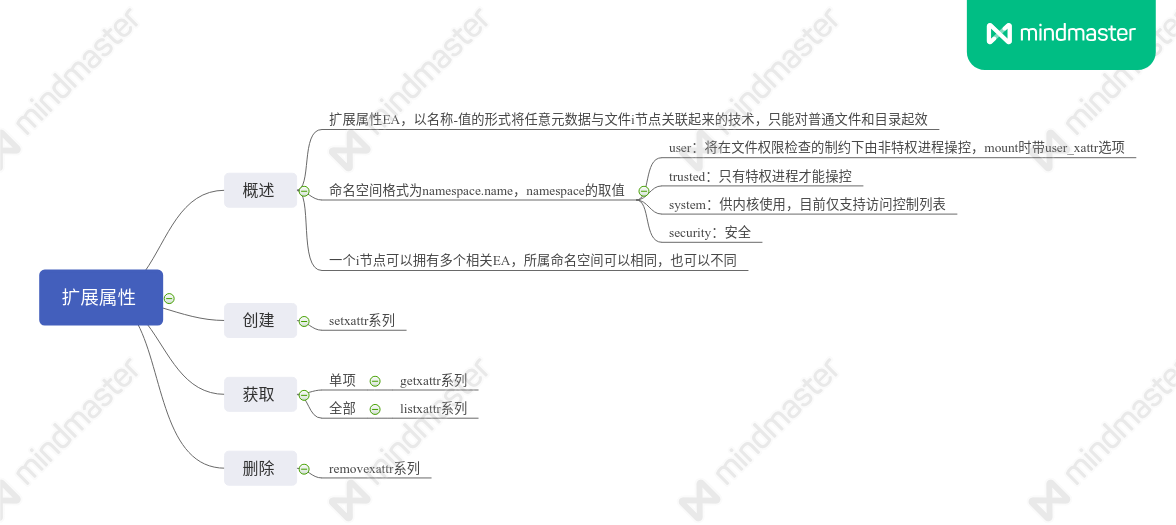 mindmaster
扩展属性
概述
扩展属性EA，以名称-值的形式将任意元数据与文件i节点关联起来的技术，只能对普通文件和目录起效
命名空间格式为namespace.name，namespace的取值
user：将在文件权限检查的制约下由非特权进程操控，mount时带user_xattr选项
trusted：只有特权进程才能操控
system：供内核使用，目前仅支持访问控制列表
security：安全
一个i节点可以拥有多个相关EA，所属命名空间可以相同，也可以不同
创建
setxattr系列
获取
单项
getxattr系列
全部
listxattr系列
删除
removexattr系列
mindmaster
mindmaster
mindmaster
mindmaster
mindmaster
mindmaster
mindmaster
mindmaster